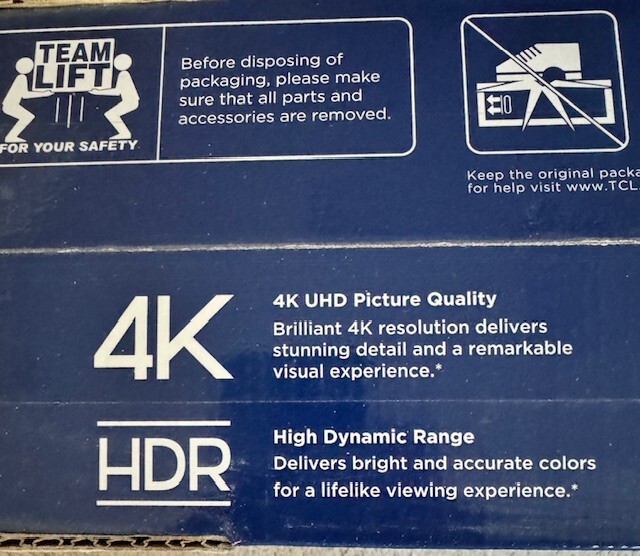 TEAM
LIFT
FOR YOUR SAFETY
Before disposing of
packaging, please make
sure that all parts and
accessories are removed.
Keep the original
for help visit www.TCL.
4K
4K UHD Picture Quality
Brilliant 4K resolution delivers
stunning detail and a remarkable
visual experience.*
HDR
High Dynamic Range
Delivers bright and accurate colors
for a lifelike viewing experience.*